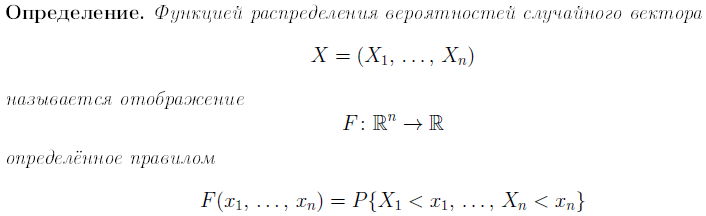 Определение. Функцией распределения вероятностей случайного вектора
X = (X₁, …, Xₙ)
называется отображение
F: ℝⁿ → ℝ
определённое правилом
F(x₁, …, xₙ) = P{X₁ < x₁, …, Xₙ < xₙ}